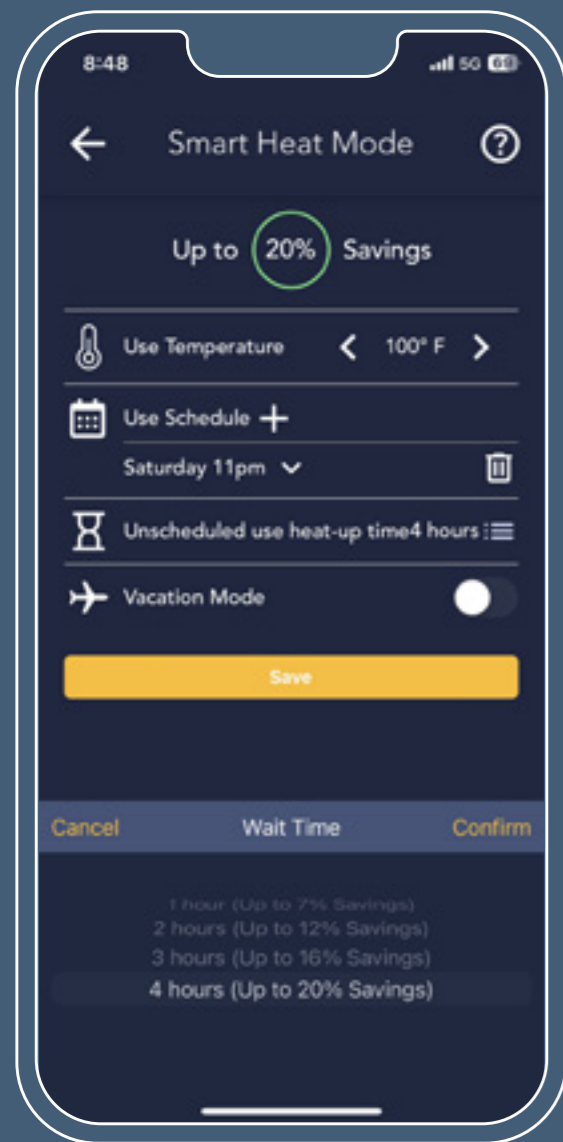 8:48 5G 69
Smart Heat Mode ?
Up to 20% Savings
Use Temperature 100° F
Use Schedule
Saturday 11pm
Unscheduled use heat-up time4 hours
Vacation Mode
Save
Cancel Wait Time Confirm
1 hour (Up to 7% Savings)
2 hours (Up to 12% Savings)
3 hours (Up to 16% Savings)
4 hours (Up to 20% Savings)